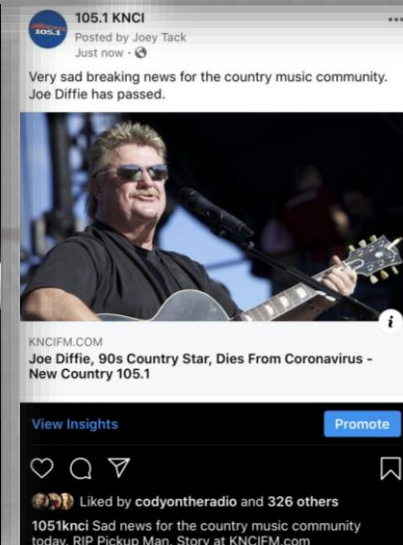 105.1 KNCI
105.1
Posted by Joey Tack
Just now ·
Very sad breaking news for the country music community.
Joe Diffie has passed.
i
KNCIFM.COM
Joe Diffie, 90s Country Star, Dies From Coronavirus -
New Country 105.1
View Insights
Promote
Liked by codyontheradio and 326 others
1051knci Sad news for the country music community
today. RIP Pickup Man. Story at KNCIFM.com